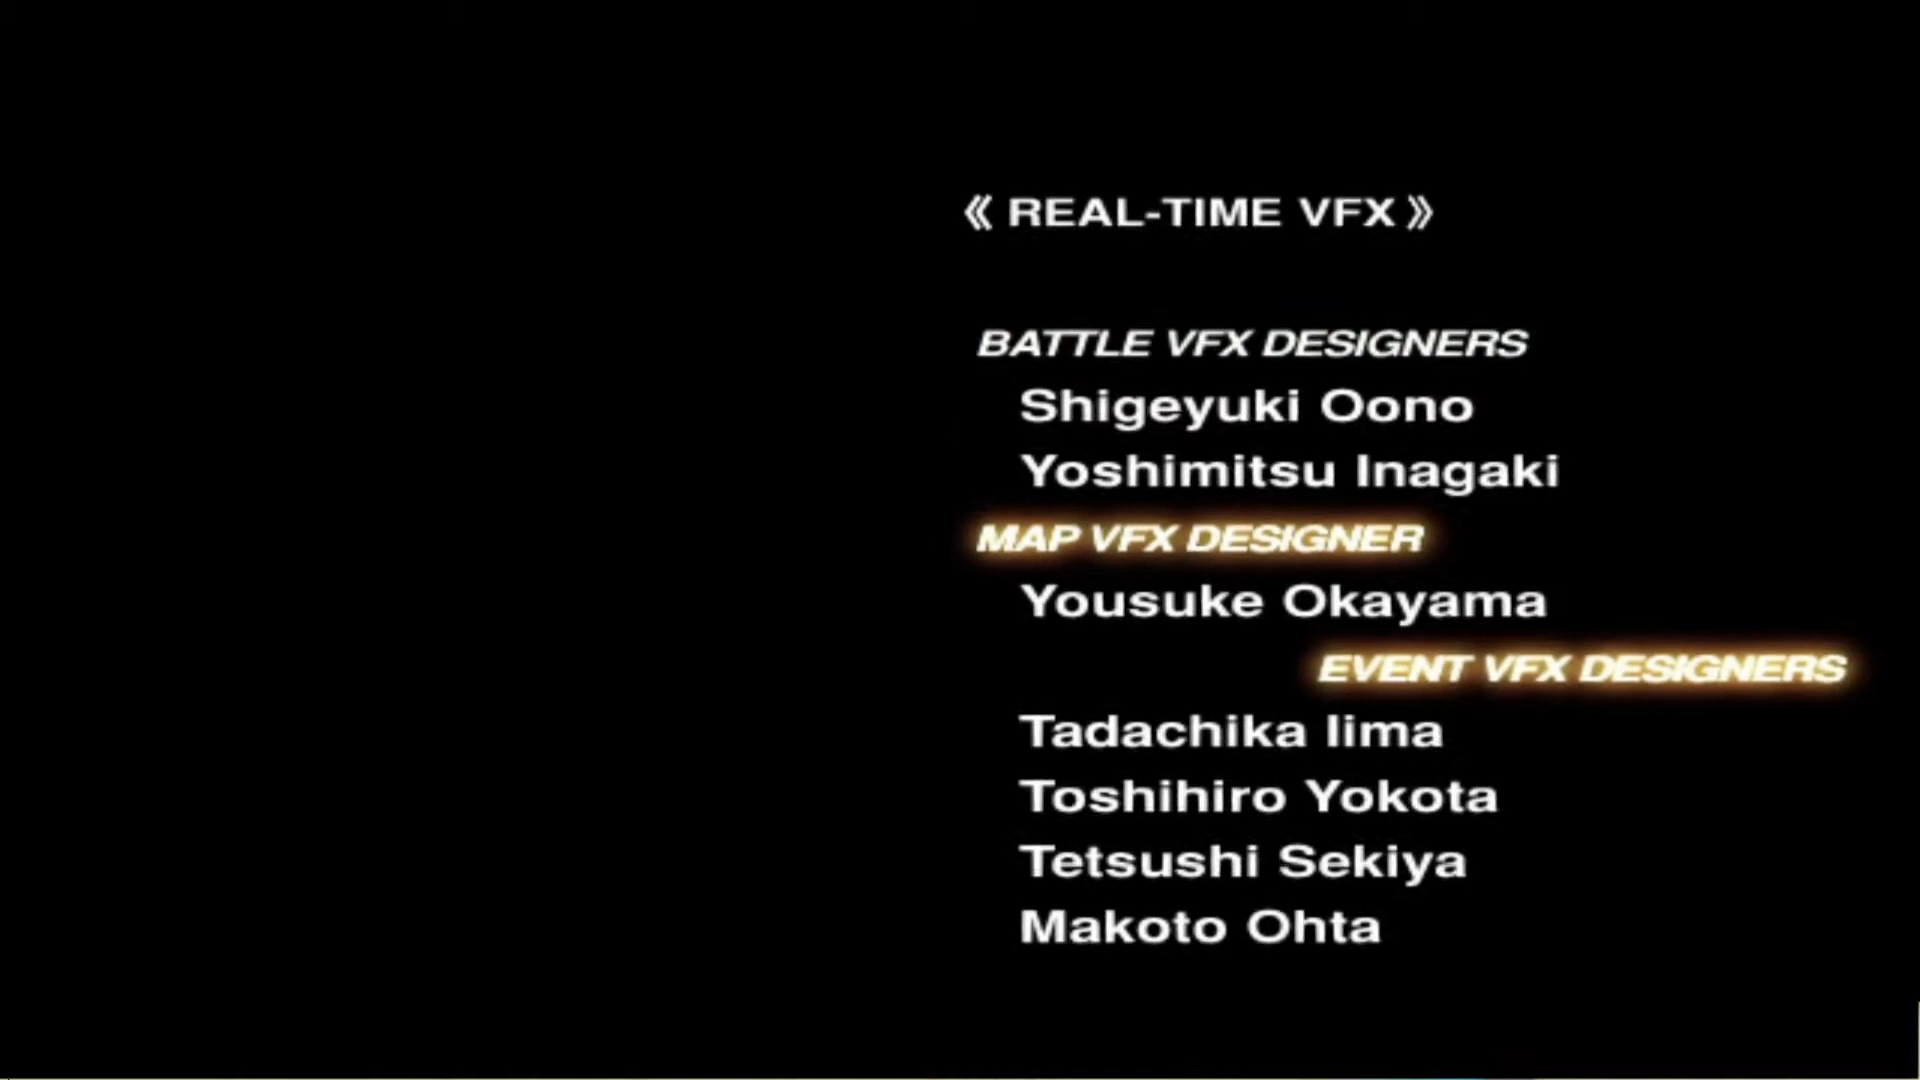 《 REAL-TIME VFX 》
BATTLE VFX DESIGNERS
Shigeyuki Oono
Yoshimitsu Inagaki
MAP VFX DESIGNER
Yousuke Okayama
EVENT VFX DESIGNERS
Tadachika Iima
Toshihiro Yokota
Tetsushi Sekiya
Makoto Ohta